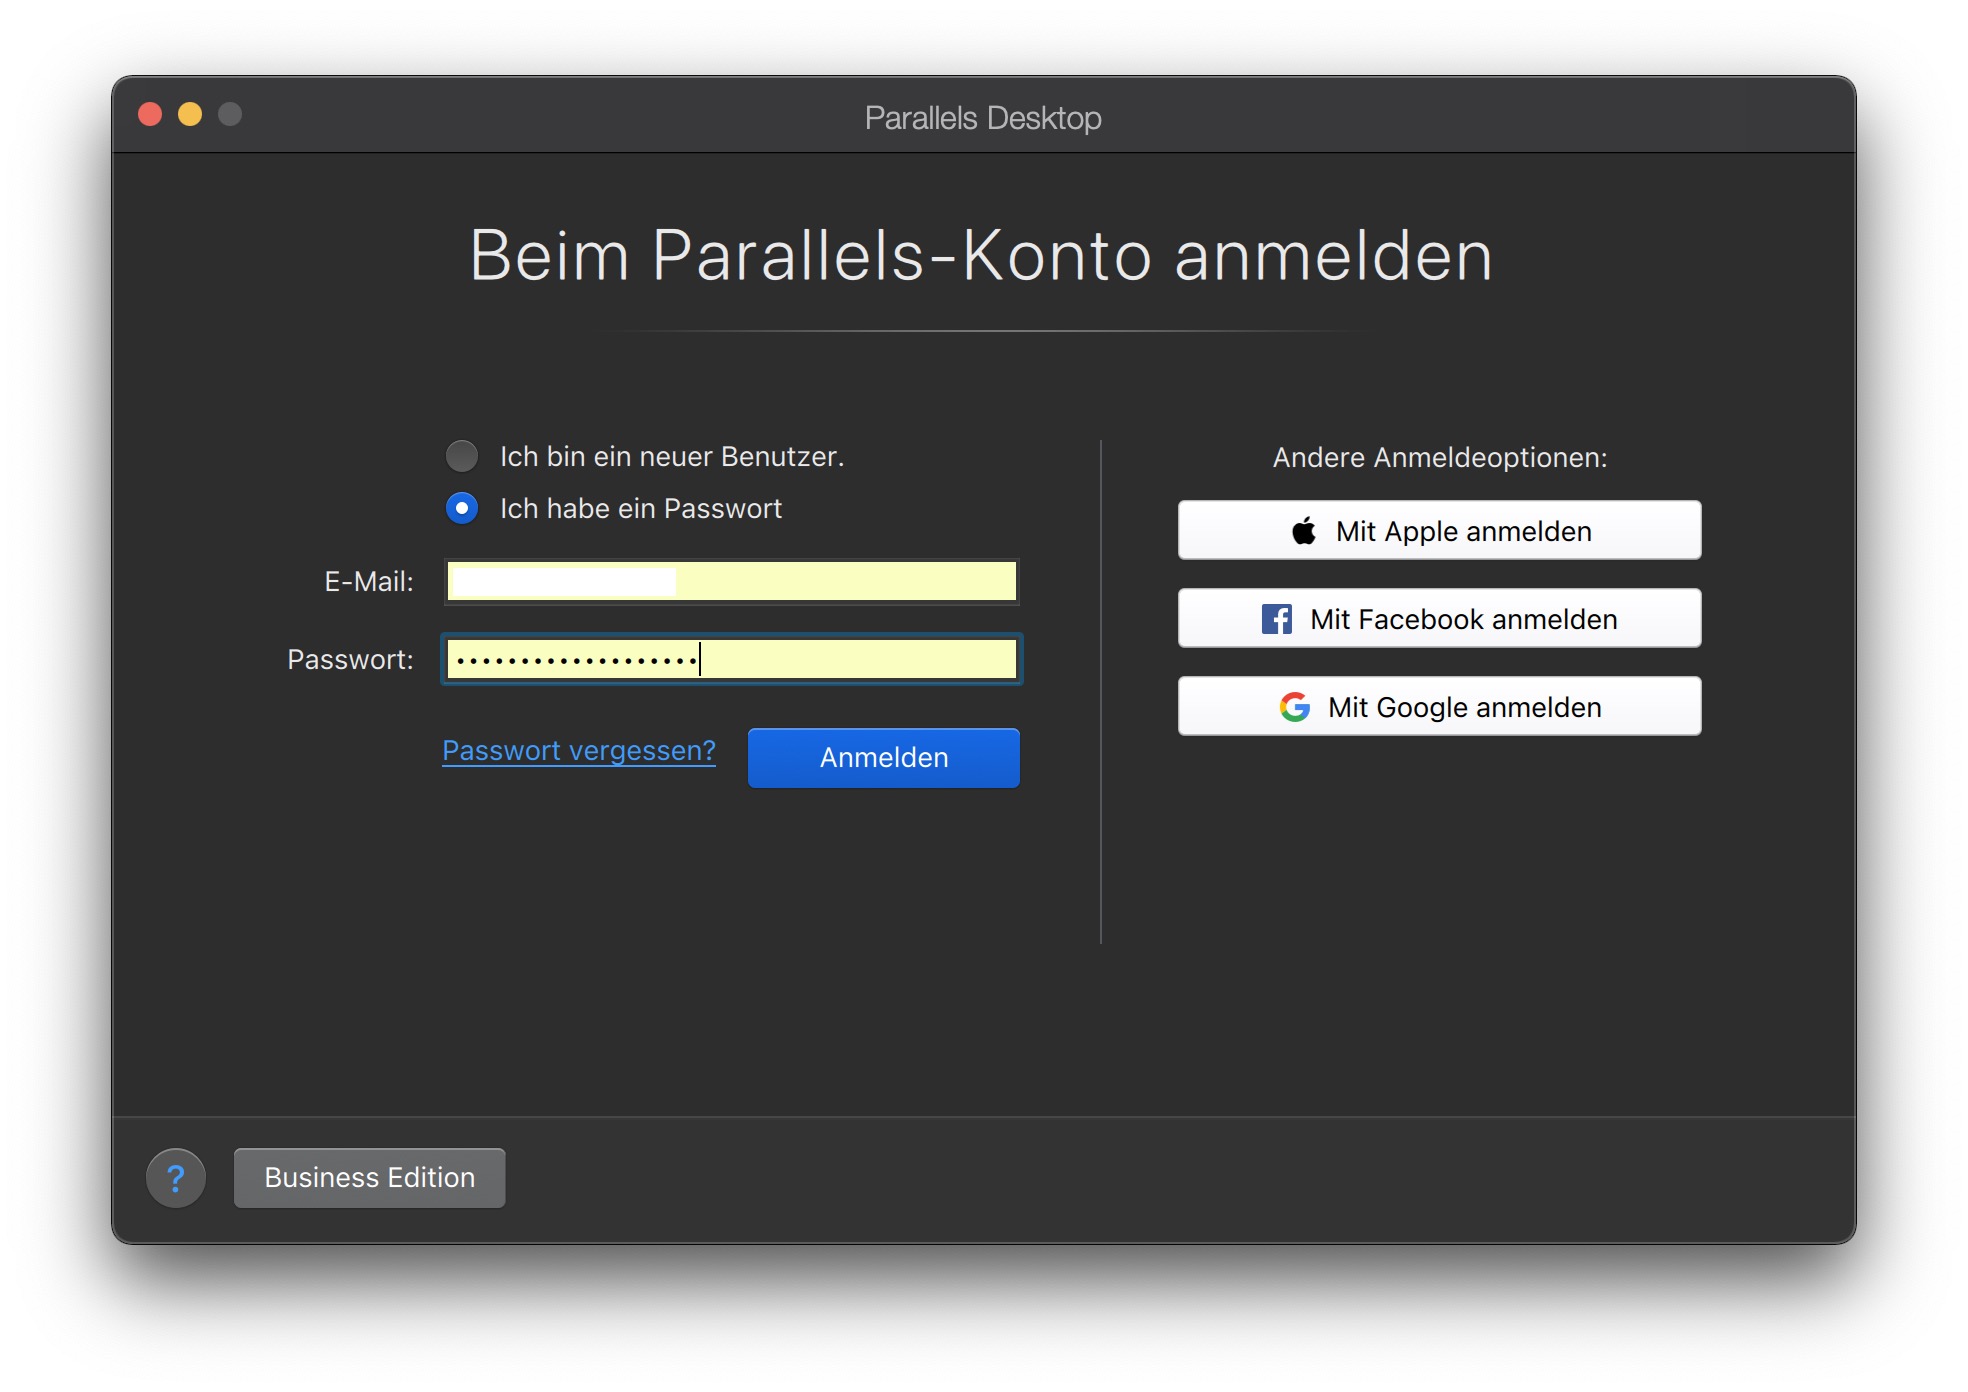 Parallels Desktop
Beim Parallels-Konto anmelden
Ich bin ein neuer Benutzer.
Ich habe ein Passwort
E-Mail:
Passwort: •••••••••••••••••••
Passwort vergessen?
Anmelden
Andere Anmeldeoptionen:
Mit Apple anmelden
Mit Facebook anmelden
Mit Google anmelden
?
Business Edition